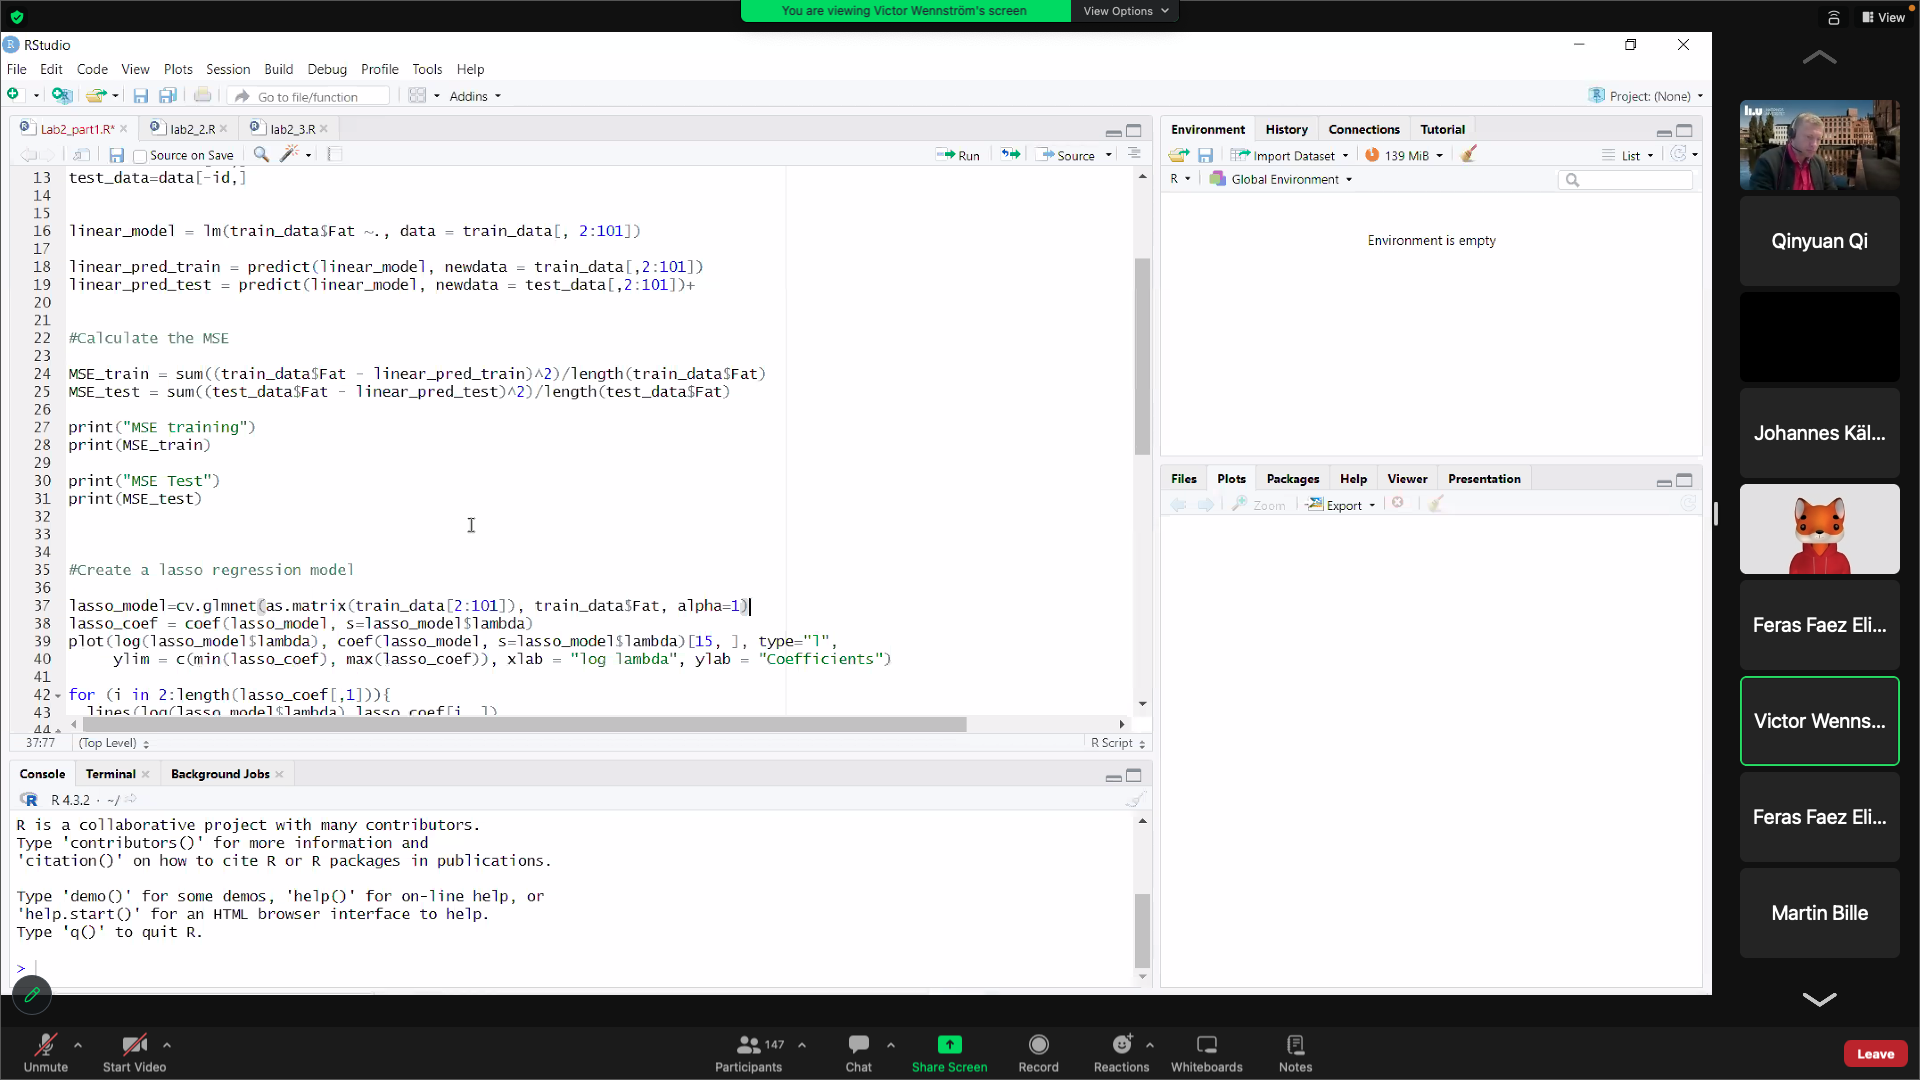 You are viewing Victor Wennström's screen
View Options
View
RStudio
File Edit Code View Plots Session Build Debug Profile Tools Help
Go to file/function
Addins
Project: (None)
Lab2_part1.R*
lab2_2.R
lab2_3.R
Source on Save
Run
Source
13 test_data=data[-id,]
14
15
16 linear_model = lm(train_data$Fat ~., data = train_data[, 2:101])
17
18 linear_pred_train = predict(linear_model, newdata = train_data[,2:101])
19 linear_pred_test = predict(linear_model, newdata = test_data[,2:101])+
20
21
22 #Calculate the MSE
23
24 MSE_train = sum((train_data$Fat - linear_pred_train)^2)/length(train_data$Fat)
25 MSE_test = sum((test_data$Fat - linear_pred_test)^2)/length(test_data$Fat)
26
27 print("MSE training")
28 print(MSE_train)
29
30 print("MSE Test")
31 print(MSE_test)
32
33
34
35 #Create a lasso regression model
36
37 lasso_model=cv.glmnet(as.matrix(train_data[2:101]), train_data$Fat, alpha=1)
38 lasso_coef = coef(lasso_model, s=lasso_model$lambda)
39 plot(log(lasso_model$lambda), coef(lasso_model, s=lasso_model$lambda)[15, ], type="l",
40 ylim = c(min(lasso_coef), max(lasso_coef)), xlab = "log lambda", ylab = "Coefficients")
41
42 for (i in 2:length(lasso_coef[,1])){
43 lines(log(lasso_model$lambda),lasso_coef[i, ])
44
37:77 (Top Level) R Script
Console Terminal Background Jobs
R 4.3.2 · ~/
R is a collaborative project with many contributors.
Type 'contributors()' for more information and
'citation()' on how to cite R or R packages in publications.
Type 'demo()' for some demos, 'help()' for on-line help, or
'help.start()' for an HTML browser interface to help.
Type 'q()' to quit R.
>
Environment History Connections Tutorial
Import Dataset 139 MiB List
R Global Environment
Environment is empty
Files Plots Packages Help Viewer Presentation
Zoom Export
Qinyuan Qi
Johannes Käl...
Feras Faez Eli...
Victor Wenns...
Feras Faez Eli...
Martin Bille
Unmute
Start Video
147
Participants
Chat
Share Screen
Record
Reactions
Whiteboards
Notes
Leave